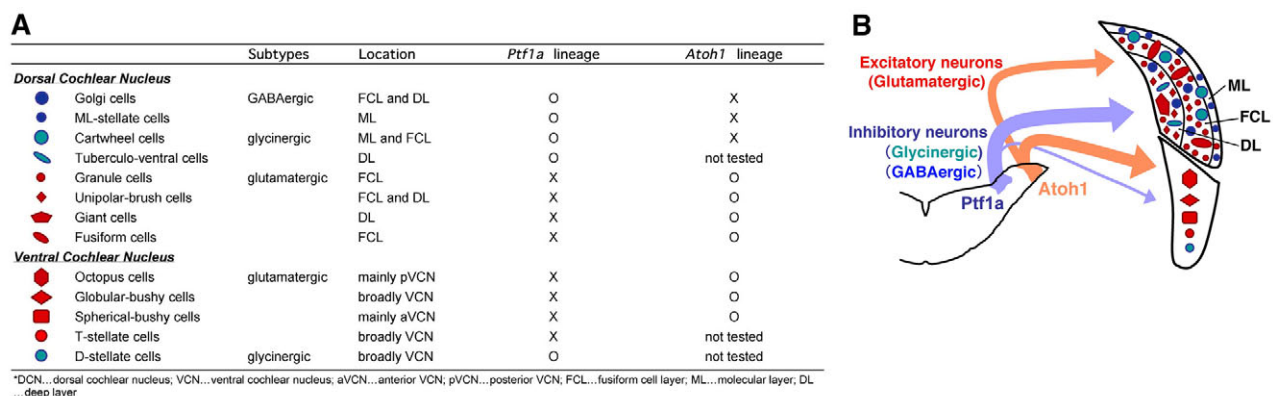 A
Subtypes Location Ptf1a lineage Atoh1 lineage
Dorsal Cochlear Nucleus
Golgi cells GABAergic FCL and DL O X
ML-stellate cells ML O X
Cartwheel cells glycinergic ML and FCL O X
Tuberculo-ventral cells DL O not tested
Granule cells glutamatergic FCL X O
Unipolar-brush cells FCL and DL X O
Giant cells DL X O
Fusiform cells FCL X O
Ventral Cochlear Nucleus
Octopus cells glutamatergic mainly pVCN X O
Globular-bushy cells broadly VCN X O
Spherical-bushy cells mainly aVCN X O
T-stellate cells broadly VCN X not tested
D-stellate cells glycinergic broadly VCN O not tested
*DCN...dorsal cochlear nucleus; VCN...ventral cochlear nucleus; aVCN...anterior VCN; pVCN...posterior VCN; FCL...fusiform cell layer; ML...molecular layer; DL
...deep layer
B
Excitatory neurons
(Glutamatergic)
Inhibitory neurons
(Glycinergic)
(GABAergic)
Ptf1a
Atoh1
ML
FCL
DL